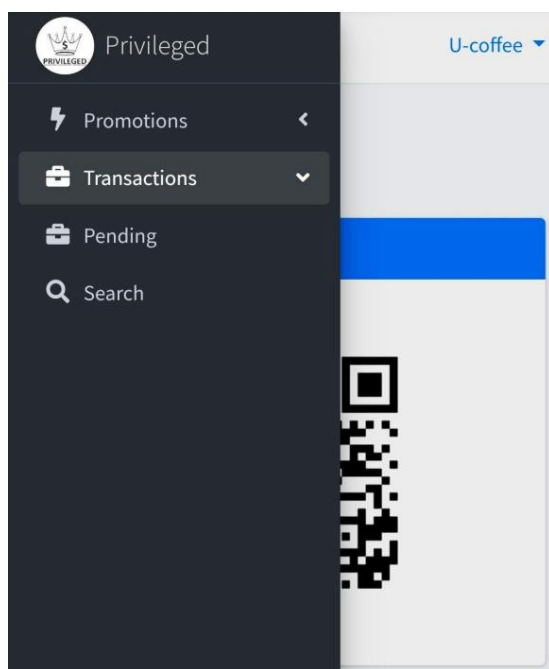 PRIVILEGED
Privileged
U-coffee
Promotions
Transactions
Pending
Search